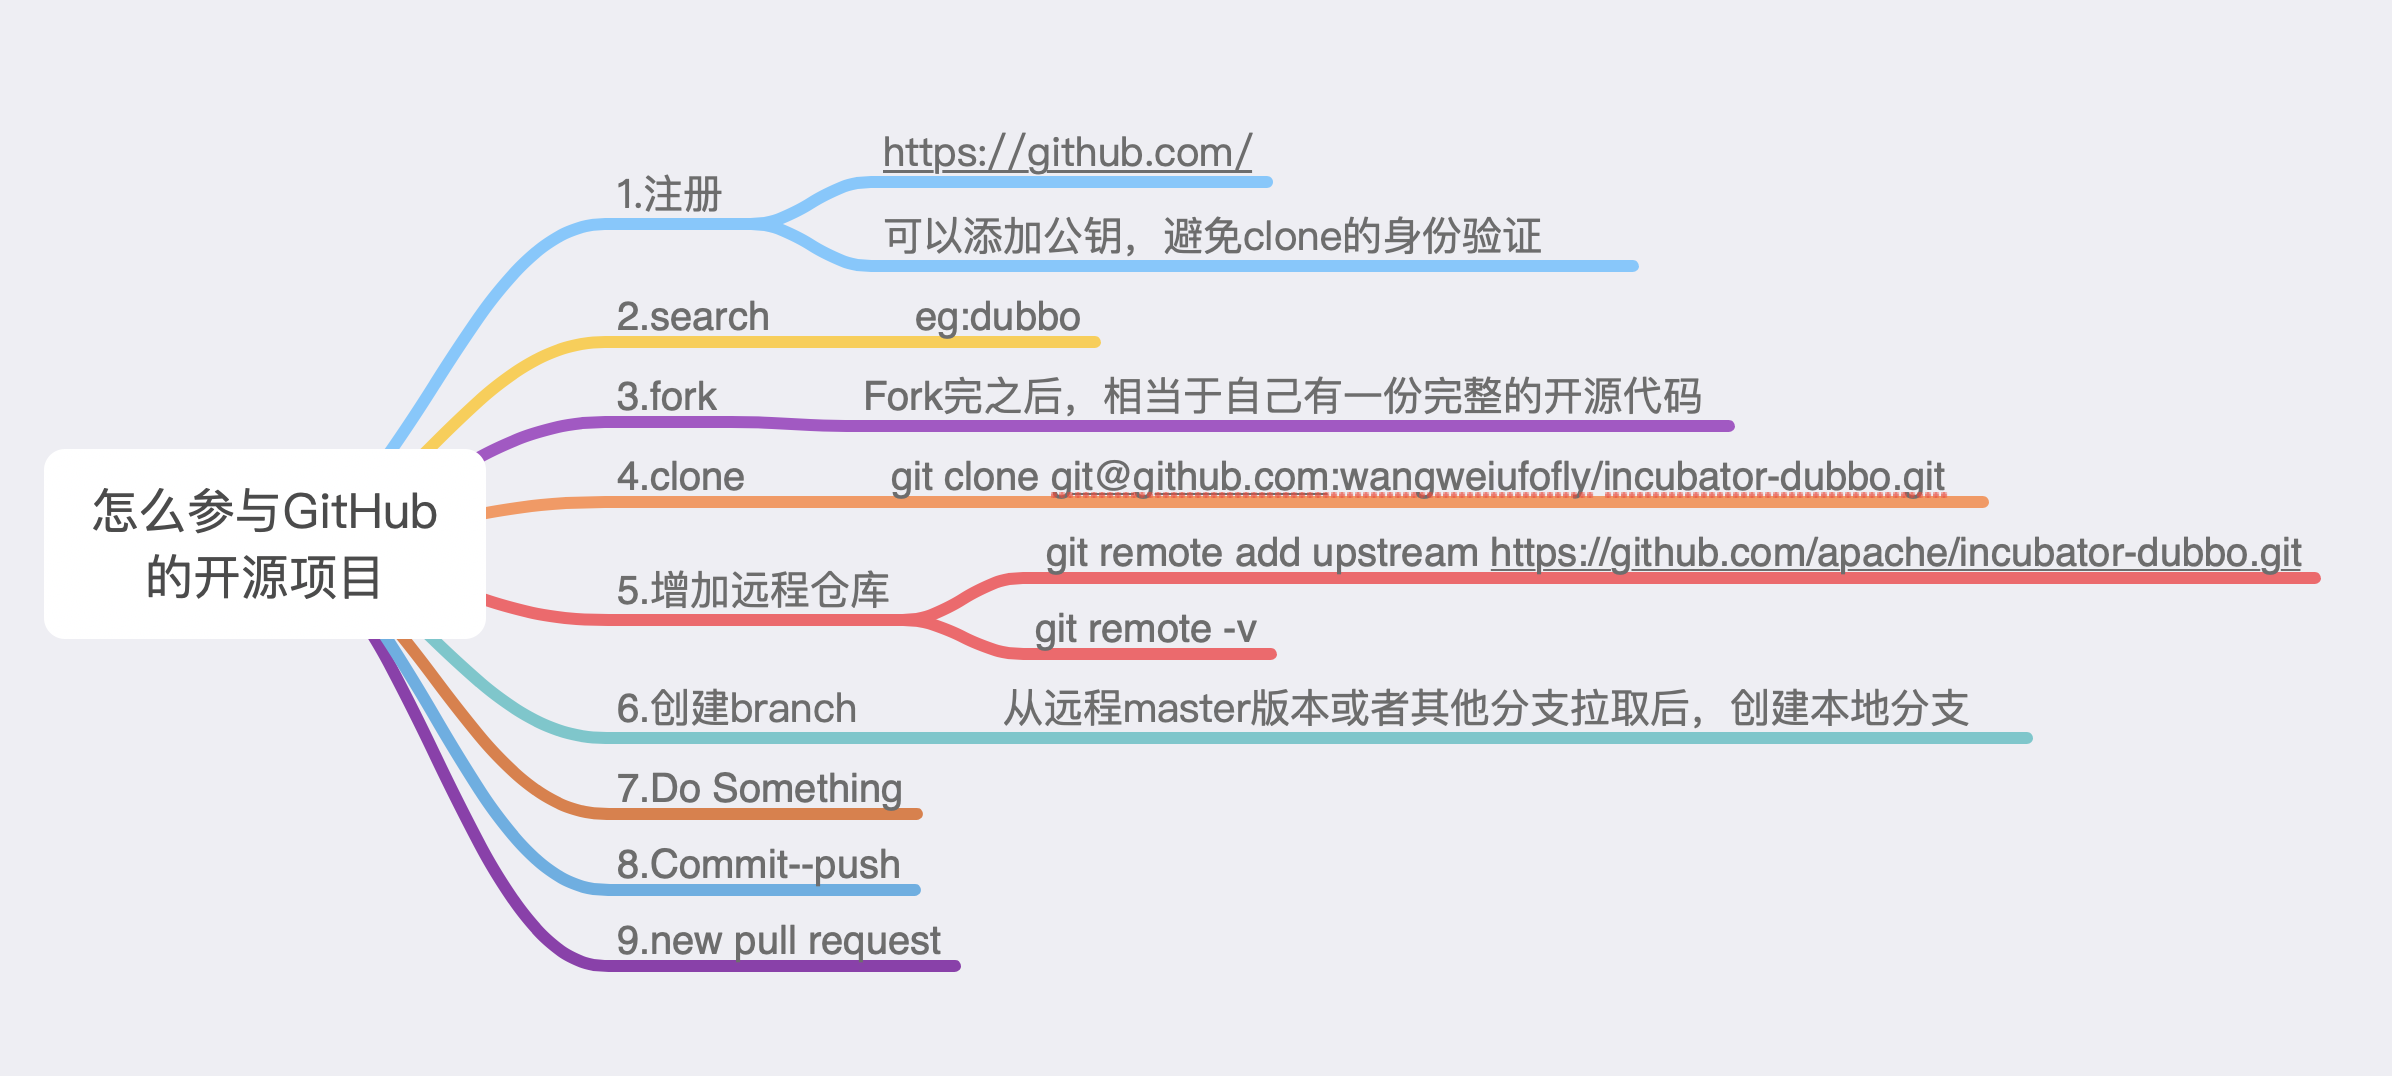 怎么参与GitHub
的开源项目
1.注册
https://github.com/
可以添加公钥，避免clone的身份验证
2.search
eg:dubbo
3.fork
Fork完之后，相当于自己有一份完整的开源代码
4.clone
git clone git@github.com:wangweiufofly/incubator-dubbo.git
5.增加远程仓库
git remote add upstream https://github.com/apache/incubator-dubbo.git
git remote -v
6.创建branch
从远程master版本或者其他分支拉取后，创建本地分支
7.Do Something
8.Commit--push
9.new pull request